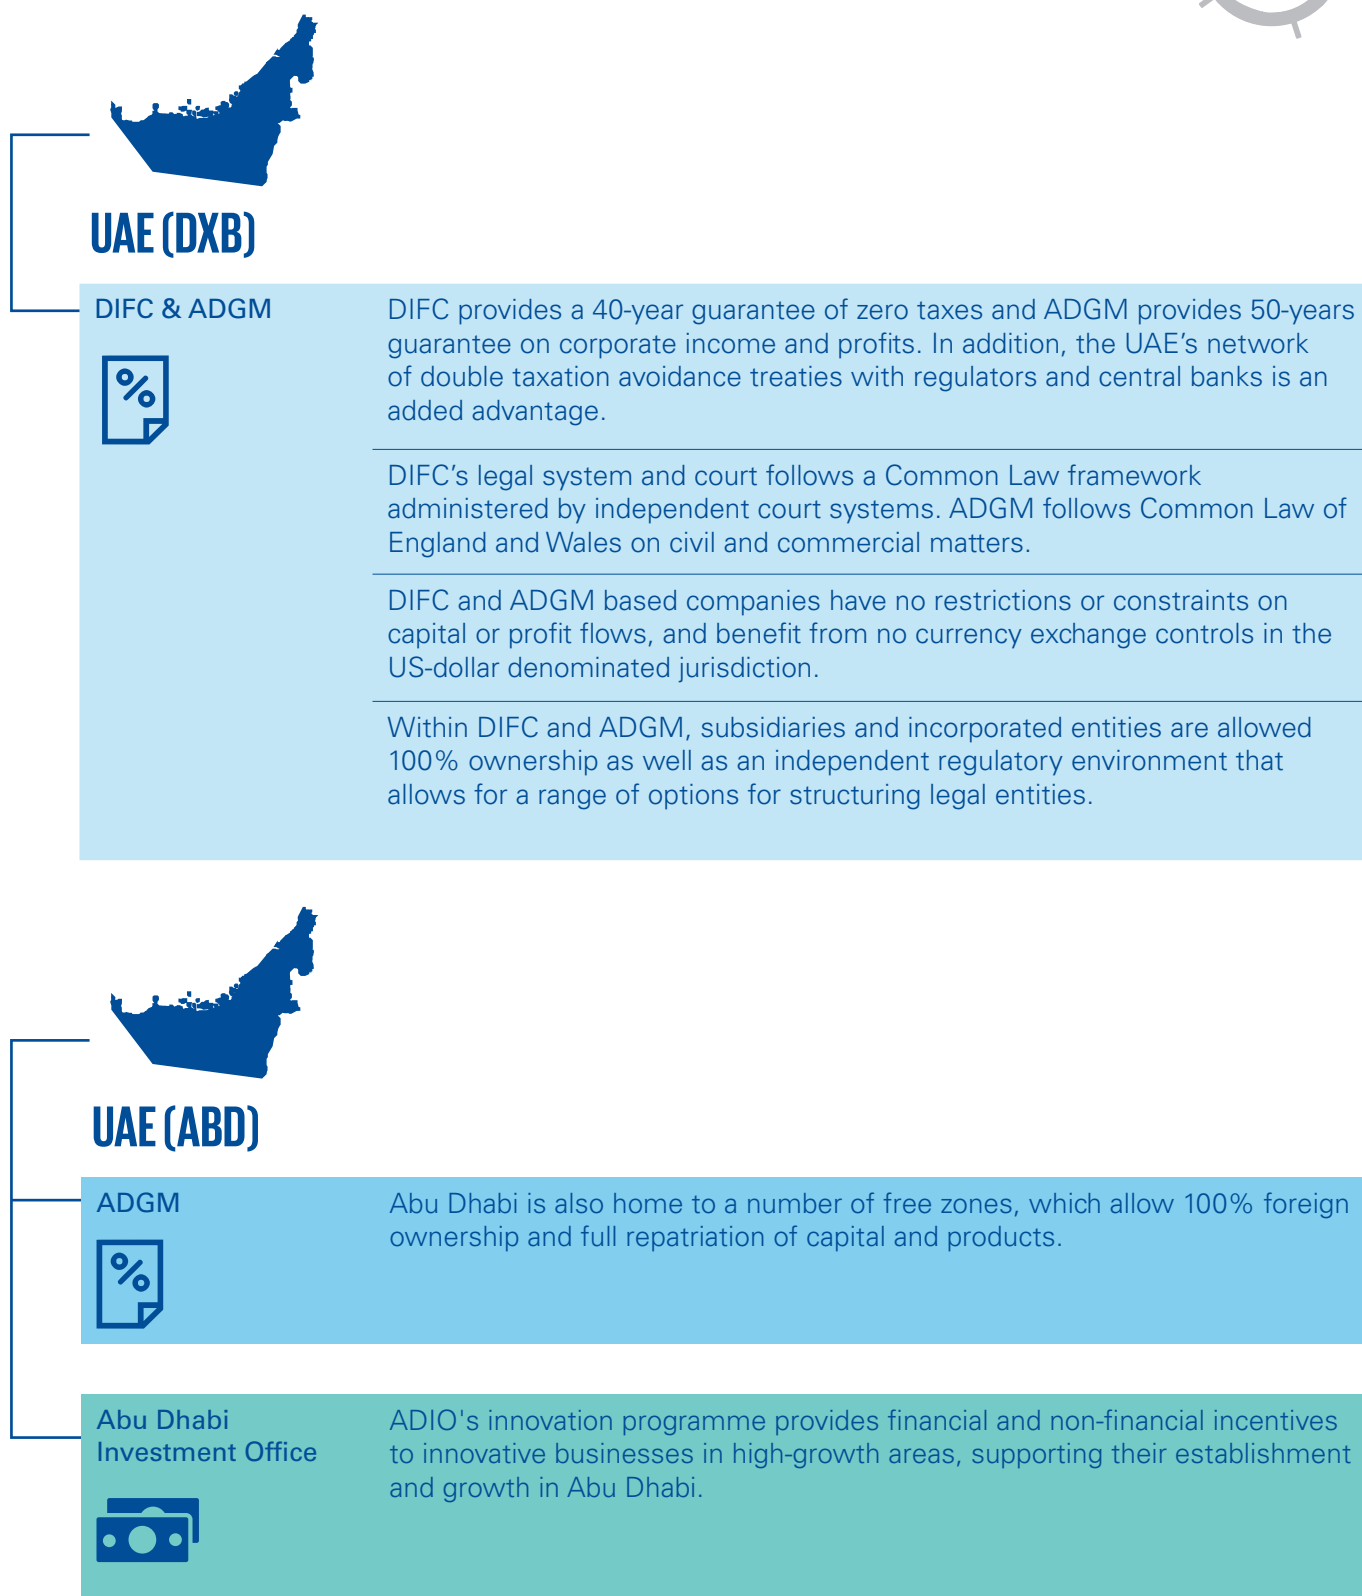 UAE (DXB)
DIFC & ADGM
DIFC provides a 40-year guarantee of zero taxes and ADGM provides 50-years
guarantee on corporate income and profits. In addition, the UAE’s network
of double taxation avoidance treaties with regulators and central banks is an
added advantage.
DIFC’s legal system and court follows a Common Law framework
administered by independent court systems. ADGM follows Common Law of
England and Wales on civil and commercial matters.
DIFC and ADGM based companies have no restrictions or constraints on
capital or profit flows, and benefit from no currency exchange controls in the
US-dollar denominated jurisdiction.
Within DIFC and ADGM, subsidiaries and incorporated entities are allowed
100% ownership as well as an independent regulatory environment that
allows for a range of options for structuring legal entities.
UAE (ABD)
ADGM
Abu Dhabi is also home to a number of free zones, which allow 100% foreign
ownership and full repatriation of capital and products.
Abu Dhabi
Investment Office
ADIO's innovation programme provides financial and non-financial incentives
to innovative businesses in high-growth areas, supporting their establishment
and growth in Abu Dhabi.